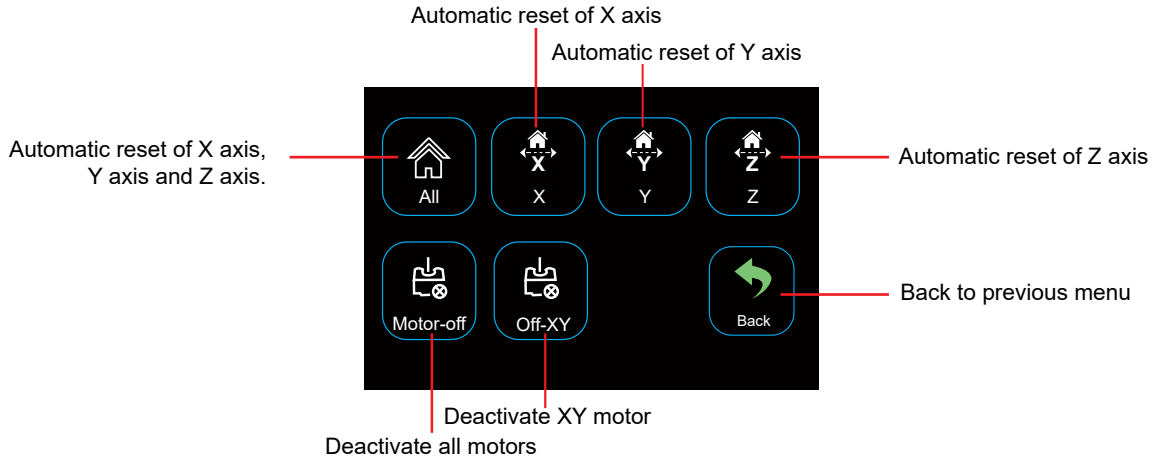 Automatic reset of X axis
Automatic reset of Y axis
Automatic reset of X axis,
Y axis and Z axis.
X
Y
Z
All
X
Y
Z
Automatic reset of Z axis
Motor-off
Off-XY
Back
Back to previous menu
Deactivate XY motor
Deactivate all motors